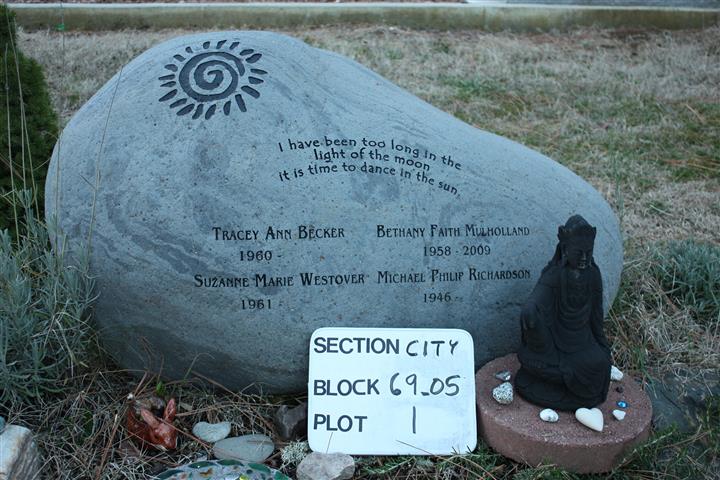 I have been too long in the
light of the moon
it is time to dance in the sun.
TRACEY ANN BECKER BETHANY FAITH MULHOLLAND
1960 - 1958 - 2009
SUZANNE MARIE WESTOVER MICHAEL PHILIP RICHARDSON
1961 - 1946 -
SECTION CITY
BLOCK 69_05
PLOT 1